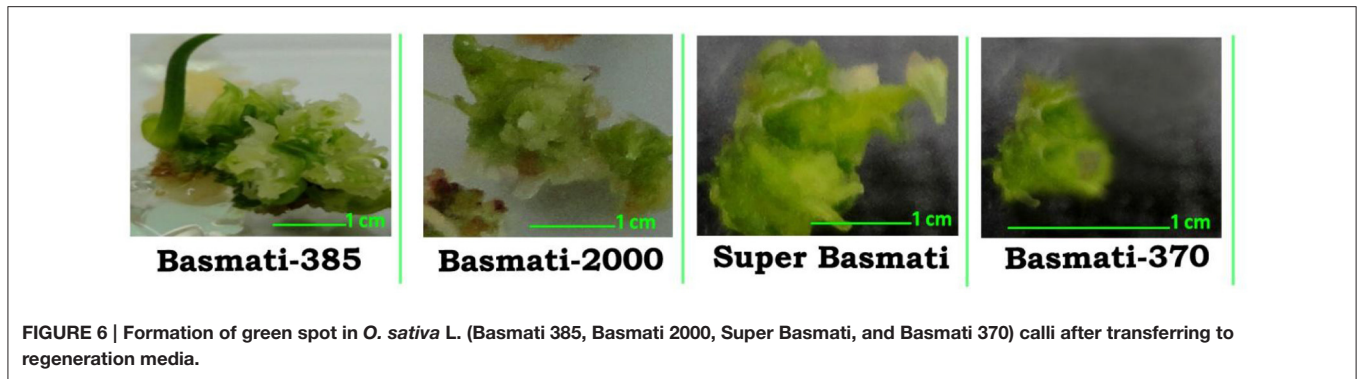 1 cm 1 cm 1 cm 1 cm
Basmati-385 Basmati-2000 Super Basmati Basmati-370
FIGURE 6 | Formation of green spot in O. sativa L. (Basmati 385, Basmati 2000, Super Basmati, and Basmati 370) calli after transferring to
regeneration media.